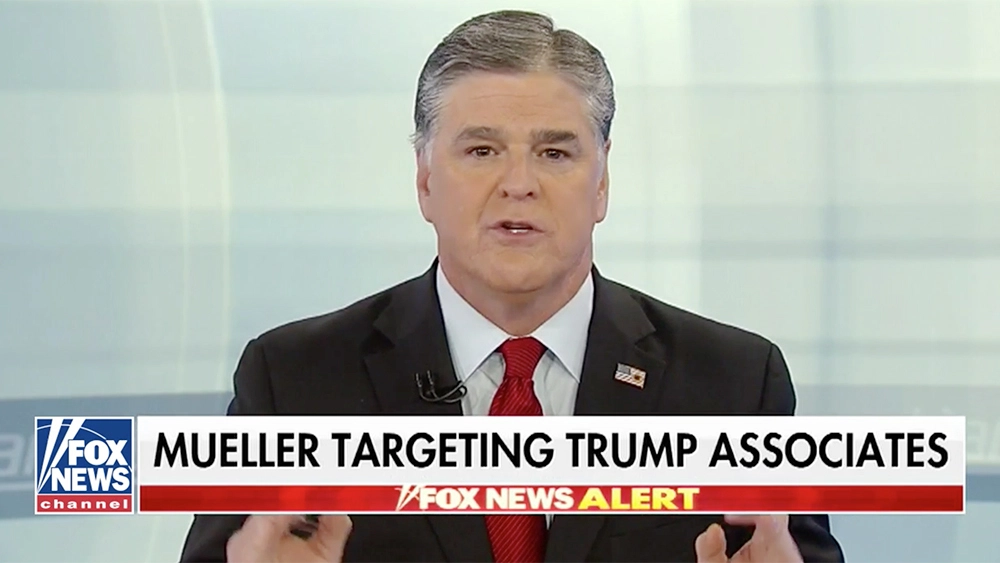 FOX
NEWS
channel
MUELLER TARGETING TRUMP ASSOCIATES
FOX NEWS ALERT